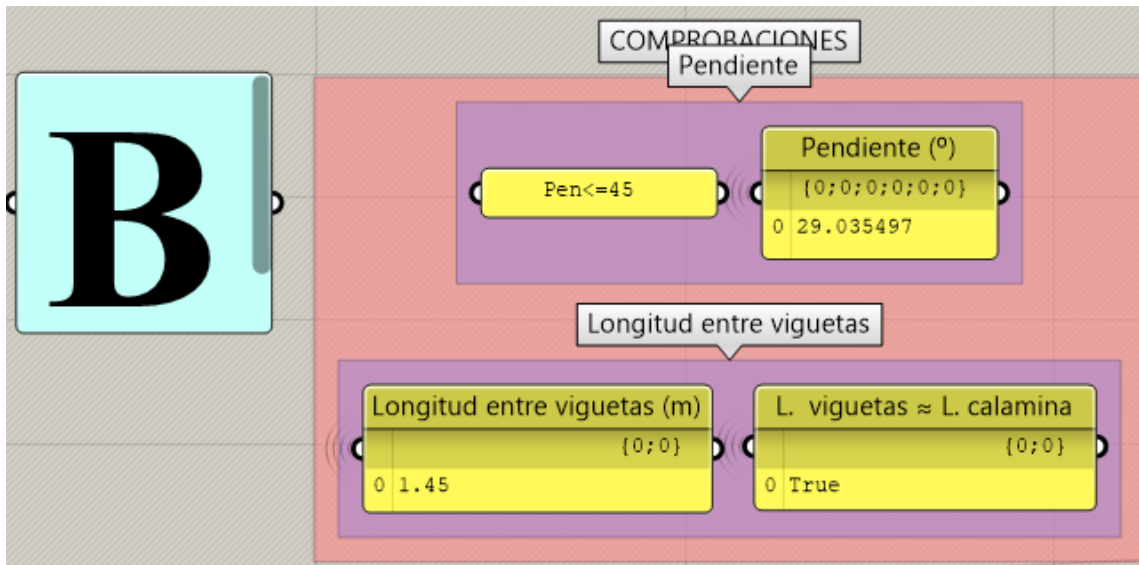 COMPROBACIONES
Pendiente
B
Pen<=45
Pendiente (º)
{0;0;0;0;0;0}
0 29.035497
Longitud entre viguetas
Longitud entre viguetas (m)
{0;0}
0 1.45
L. viguetas ≈ L. calamina
{0;0}
0 True